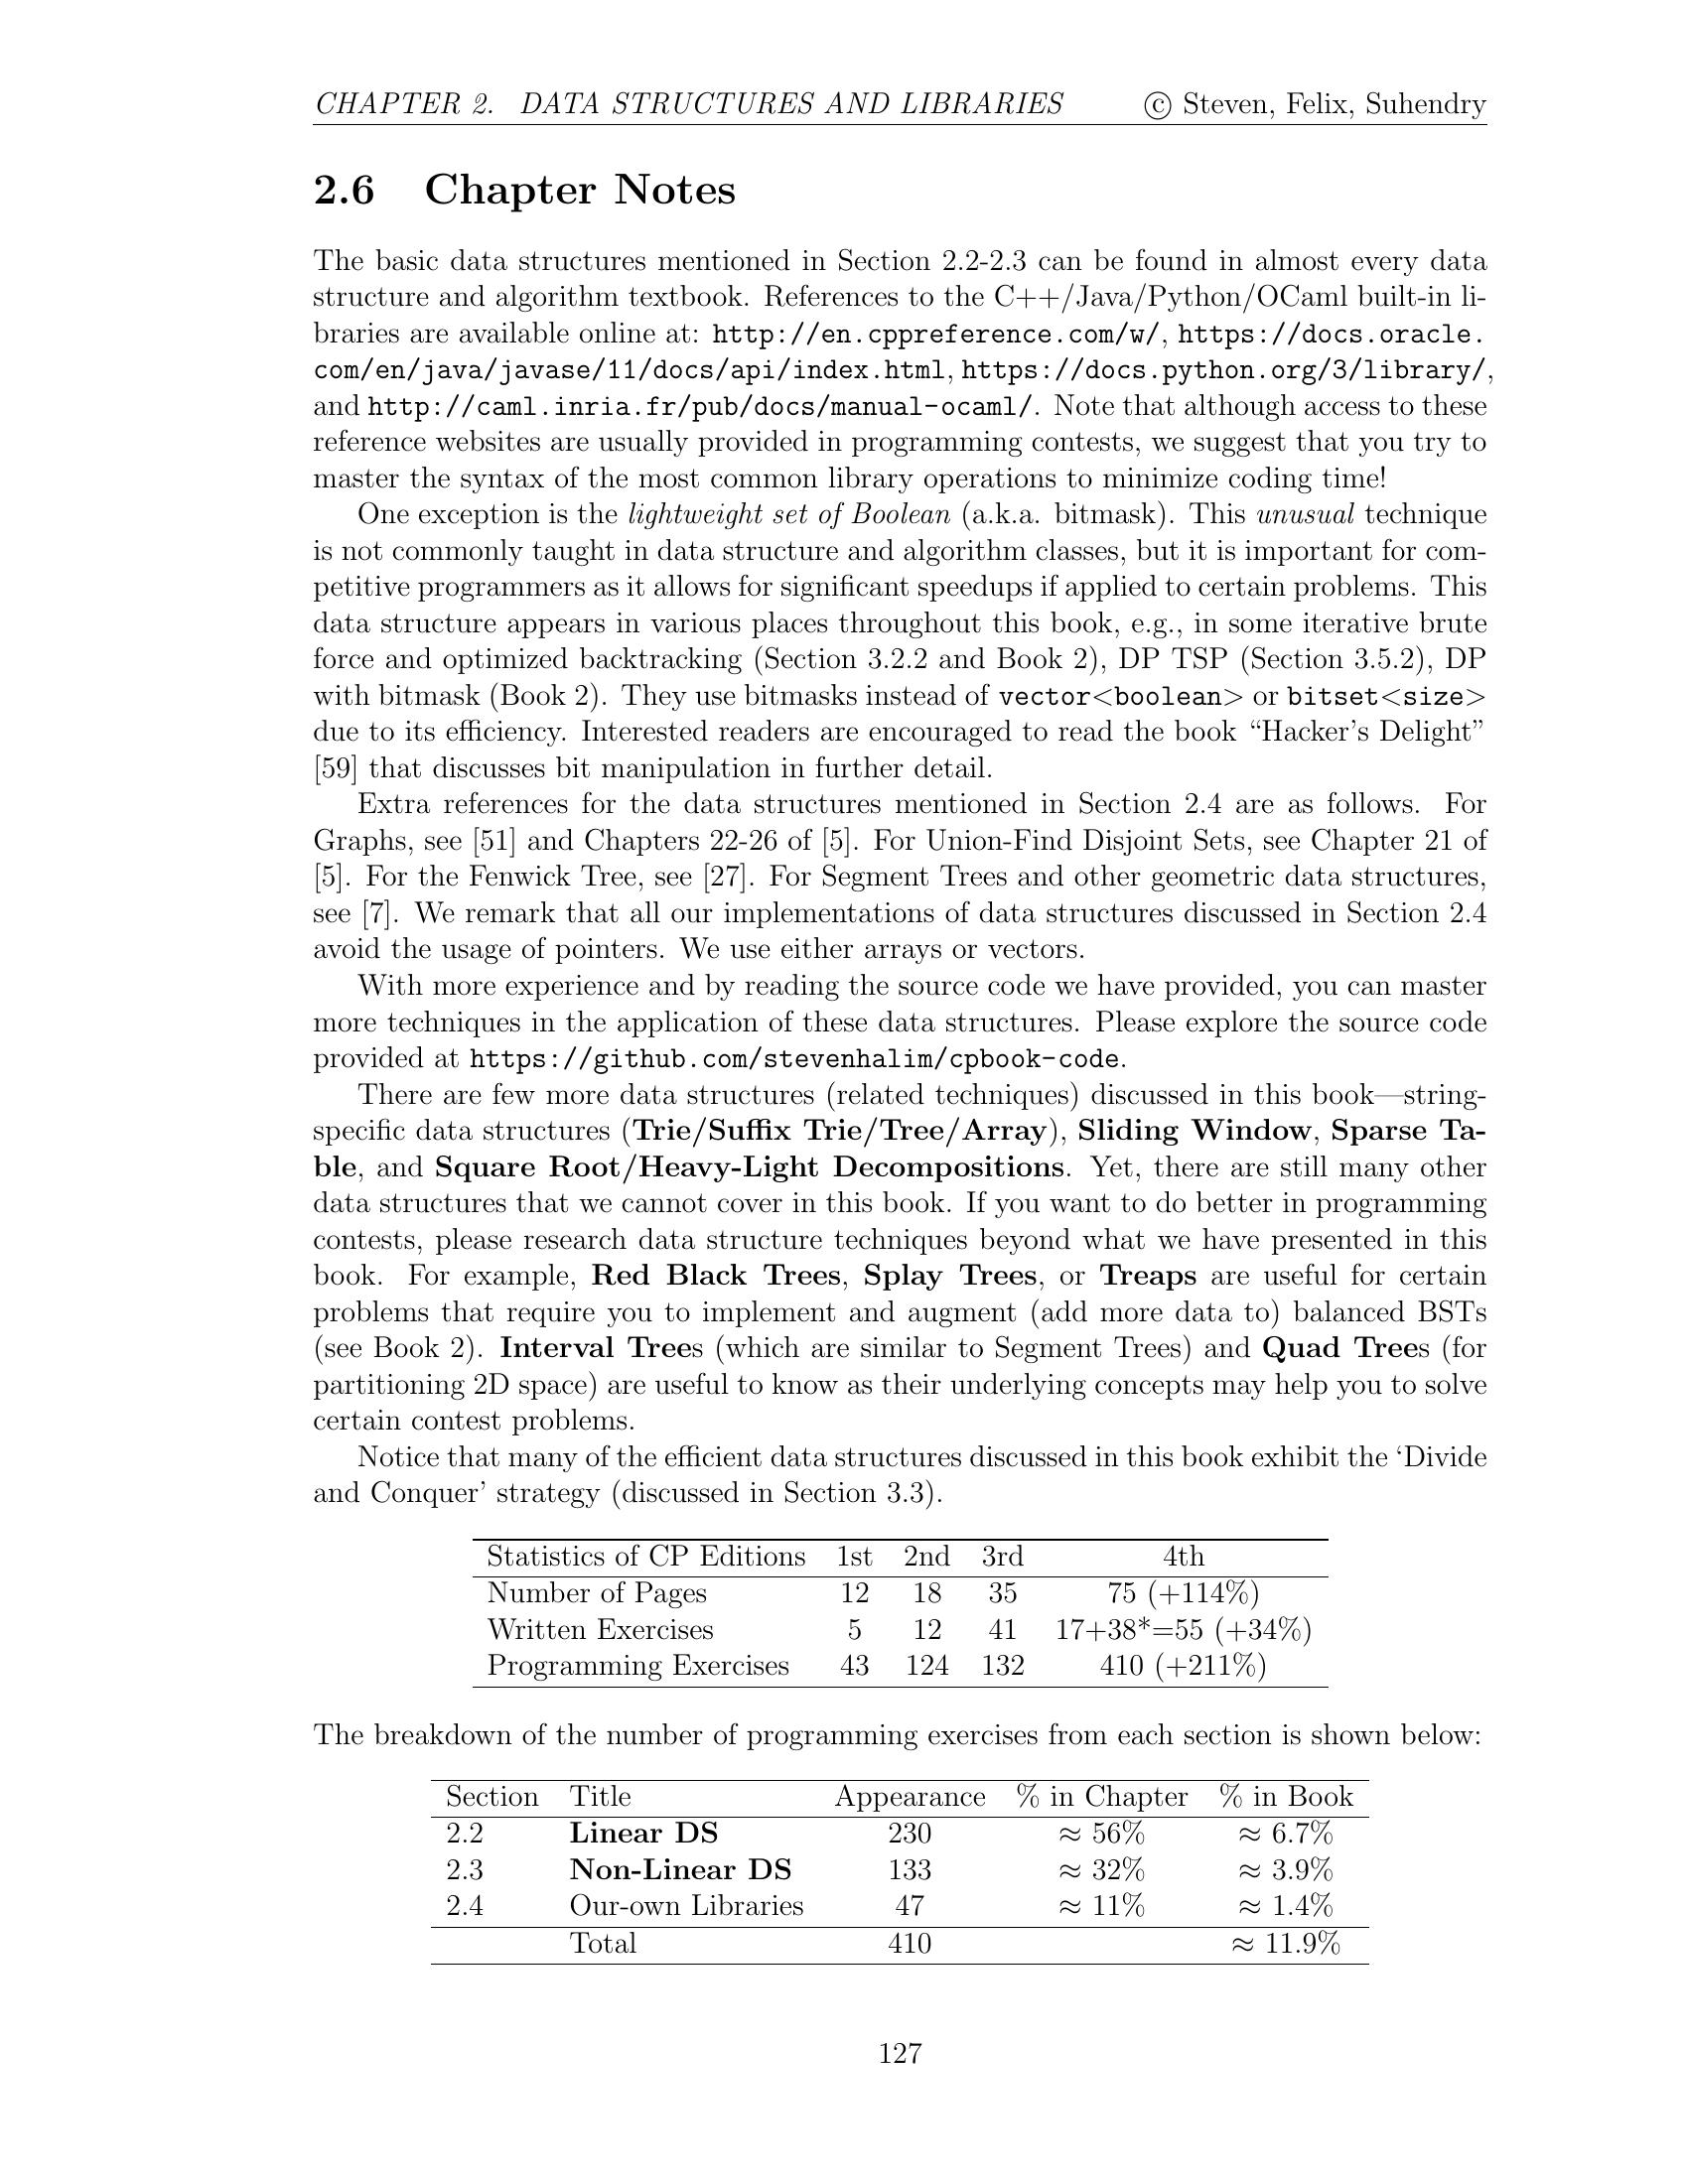 CHAPTER 2. DATA STRUCTURES AND LIBRARIES © Steven, Felix, Suhendry
2.6 Chapter Notes
The basic data structures mentioned in Section 2.2-2.3 can be found in almost every data
structure and algorithm textbook. References to the C++/Java/Python/OCaml built-in li-
braries are available online at: http://en.cppreference.com/w/, https://docs.oracle.
com/en/java/javase/11/docs/api/index.html, https://docs.python.org/3/library/,
and http://caml.inria.fr/pub/docs/manual-ocaml/. Note that although access to these
reference websites are usually provided in programming contests, we suggest that you try to
master the syntax of the most common library operations to minimize coding time!
One exception is the lightweight set of Boolean (a.k.a. bitmask). This unusual technique
is not commonly taught in data structure and algorithm classes, but it is important for com-
petitive programmers as it allows for significant speedups if applied to certain problems. This
data structure appears in various places throughout this book, e.g., in some iterative brute
force and optimized backtracking (Section 3.2.2 and Book 2), DP TSP (Section 3.5.2), DP
with bitmask (Book 2). They use bitmasks instead of vector<boolean> or bitset<size>
due to its efficiency. Interested readers are encouraged to read the book “Hacker’s Delight”
[59] that discusses bit manipulation in further detail.
Extra references for the data structures mentioned in Section 2.4 are as follows. For
Graphs, see [51] and Chapters 22-26 of [5]. For Union-Find Disjoint Sets, see Chapter 21 of
[5]. For the Fenwick Tree, see [27]. For Segment Trees and other geometric data structures,
see [7]. We remark that all our implementations of data structures discussed in Section 2.4
avoid the usage of pointers. We use either arrays or vectors.
With more experience and by reading the source code we have provided, you can master
more techniques in the application of these data structures. Please explore the source code
provided at https://github.com/stevenhalim/cpbook-code.
There are few more data structures (related techniques) discussed in this book—string-
specific data structures (Trie/Suffix Trie/Tree/Array), Sliding Window, Sparse Ta-
ble, and Square Root/Heavy-Light Decompositions. Yet, there are still many other
data structures that we cannot cover in this book. If you want to do better in programming
contests, please research data structure techniques beyond what we have presented in this
book. For example, Red Black Trees, Splay Trees, or Treaps are useful for certain
problems that require you to implement and augment (add more data to) balanced BSTs
(see Book 2). Interval Trees (which are similar to Segment Trees) and Quad Trees (for
partitioning 2D space) are useful to know as their underlying concepts may help you to solve
certain contest problems.
Notice that many of the efficient data structures discussed in this book exhibit the ‘Divide
and Conquer’ strategy (discussed in Section 3.3).
Statistics of CP Editions 1st 2nd 3rd 4th
Number of Pages 12 18 35 75 (+114%)
Written Exercises 5 12 41 17+38*=55 (+34%)
Programming Exercises 43 124 132 410 (+211%)
The breakdown of the number of programming exercises from each section is shown below:
Section Title Appearance % in Chapter % in Book
2.2 Linear DS 230 ≈ 56% ≈ 6.7%
2.3 Non-Linear DS 133 ≈ 32% ≈ 3.9%
2.4 Our-own Libraries 47 ≈ 11% ≈ 1.4%
Total 410 ≈ 11.9%
127